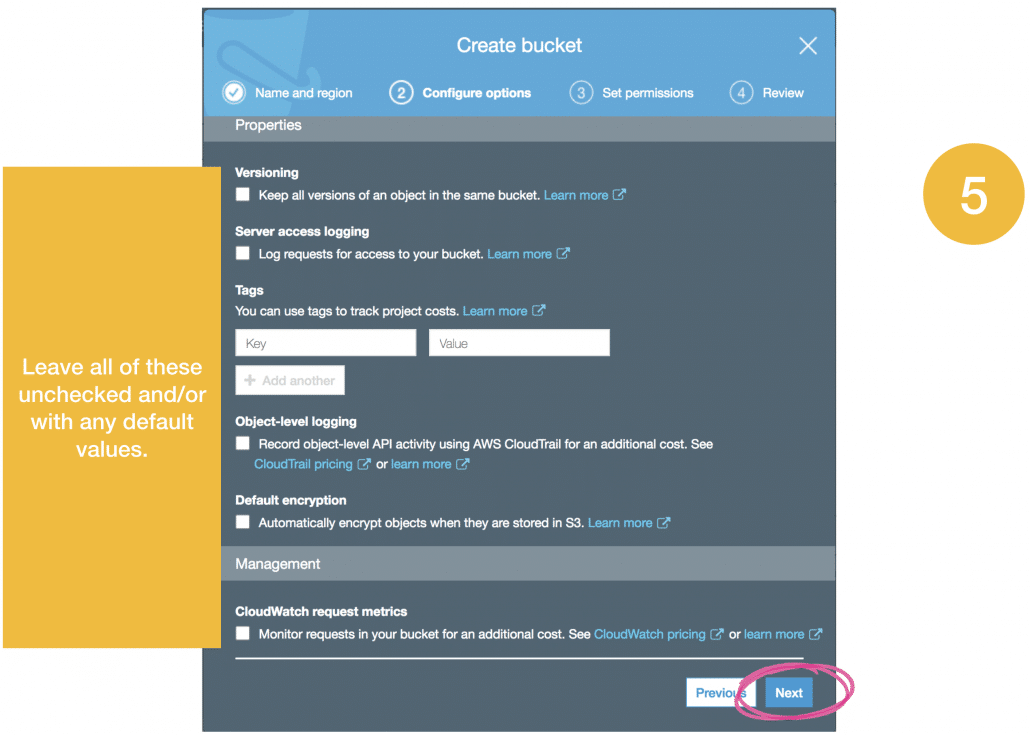 Create bucket
Name and region
2 Configure options
3 Set permissions
4 Review
Properties
Versioning
Keep all versions of an object in the same bucket. Learn more
Server access logging
Log requests for access to your bucket. Learn more
Tags
You can use tags to track project costs. Learn more
Key
Value
+ Add another
Object-level logging
Record object-level API activity using AWS CloudTrail for an additional cost. See
CloudTrail pricing or learn more
Default encryption
Automatically encrypt objects when they are stored in S3. Learn more
Management
CloudWatch request metrics
Monitor requests in your bucket for an additional cost. See CloudWatch pricing or learn more
Previous
Next
Leave all of these
unchecked and/or
with any default
values.
5